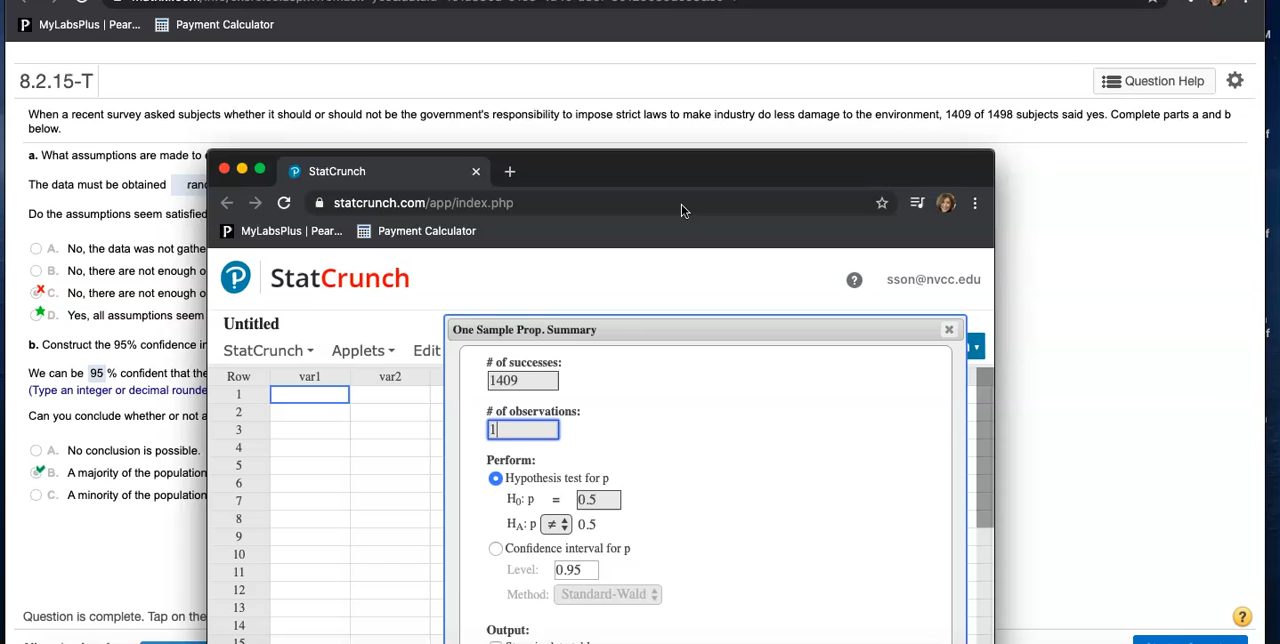 MyLabsPlus | Pear... Payment Calculator
8.2.15-T
Question Help
When a recent survey asked subjects whether it should or should not be the government's responsibility to impose strict laws to make industry do less damage to the environment, 1409 of 1498 subjects said yes. Complete parts a and b
below.
a. What assumptions are made to
The data must be obtained
Do the assumptions seem satisfied
A. No, the data was not gathe
B. No, there are not enough o
C. No, there are not enough o
D. Yes, all assumptions seem
b. Construct the 95% confidence in
We can be 95 % confident that the
(Type an integer or decimal rounde
Can you conclude whether or not a
A. No conclusion is possible.
B. A majority of the population
C. A minority of the population
Question is complete. Tap on the
StatCrunch
statcrunch.com/app/index.php
P MyLabsPlus | Pear... Payment Calculator
StatCrunch
sson@nvcc.edu
Untitled
StatCrunch Applets Edit
Row var1 var2
1
2
3
4
5
6
7
8
9
10
11
12
13
14
15
One Sample Prop. Summary
# of successes:
1409
# of observations:
1
Perform:
Hypothesis test for p
H0: p = 0.5
HA: p ≠ 0.5
Confidence interval for p
Level: 0.95
Method: Standard-Wald
Output: